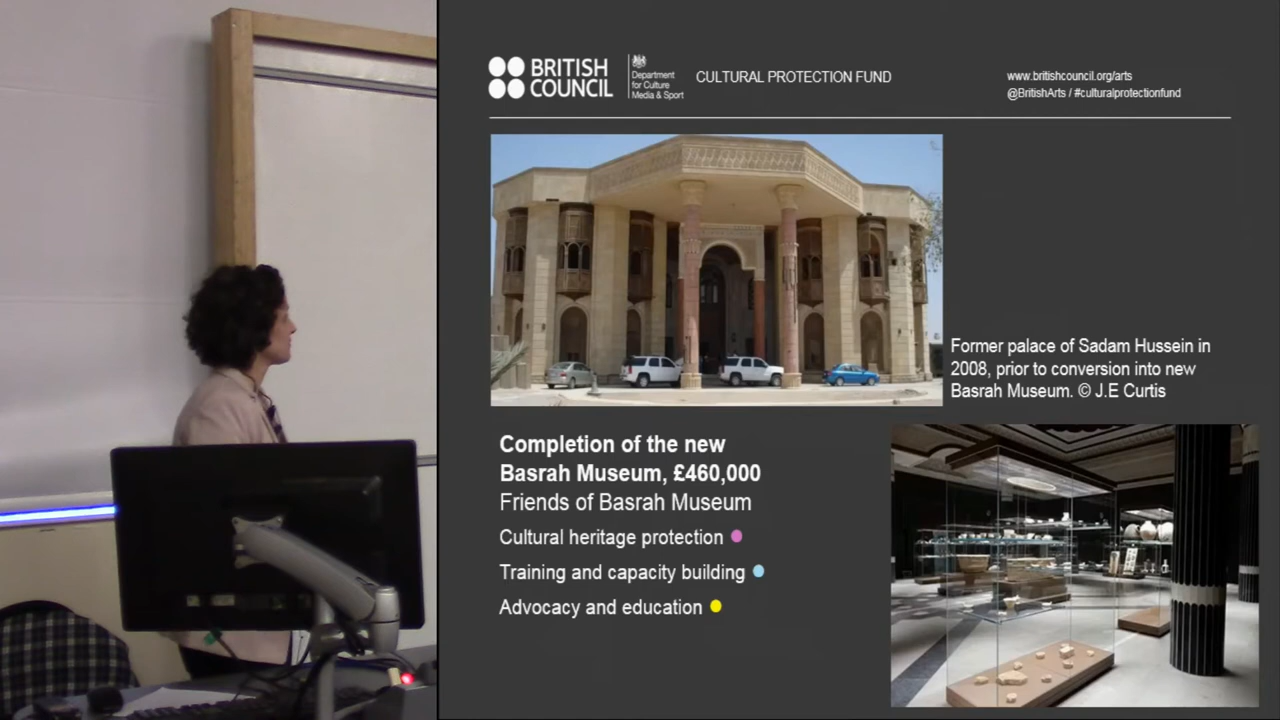 BRITISH
COUNCIL
Department
for Culture
Media & Sport
CULTURAL PROTECTION FUND
www.britishcouncil.org/arts
@BritishArts / #culturalprotectionfund
Former palace of Sadam Hussein in
2008, prior to conversion into new
Basrah Museum. © J.E Curtis
Completion of the new
Basrah Museum, £460,000
Friends of Basrah Museum
Cultural heritage protection
Training and capacity building
Advocacy and education